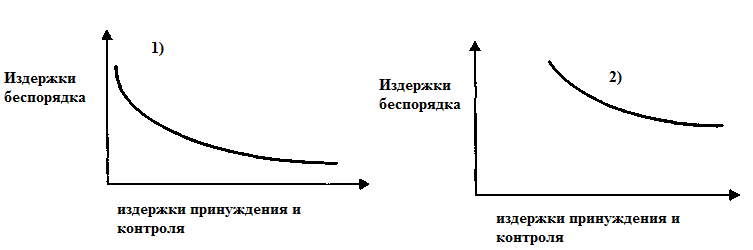 1)
Издержки
беспорядка
издержки принуждения и
контроля
2)
Издержки
беспорядка
издержки принуждения и
контроля